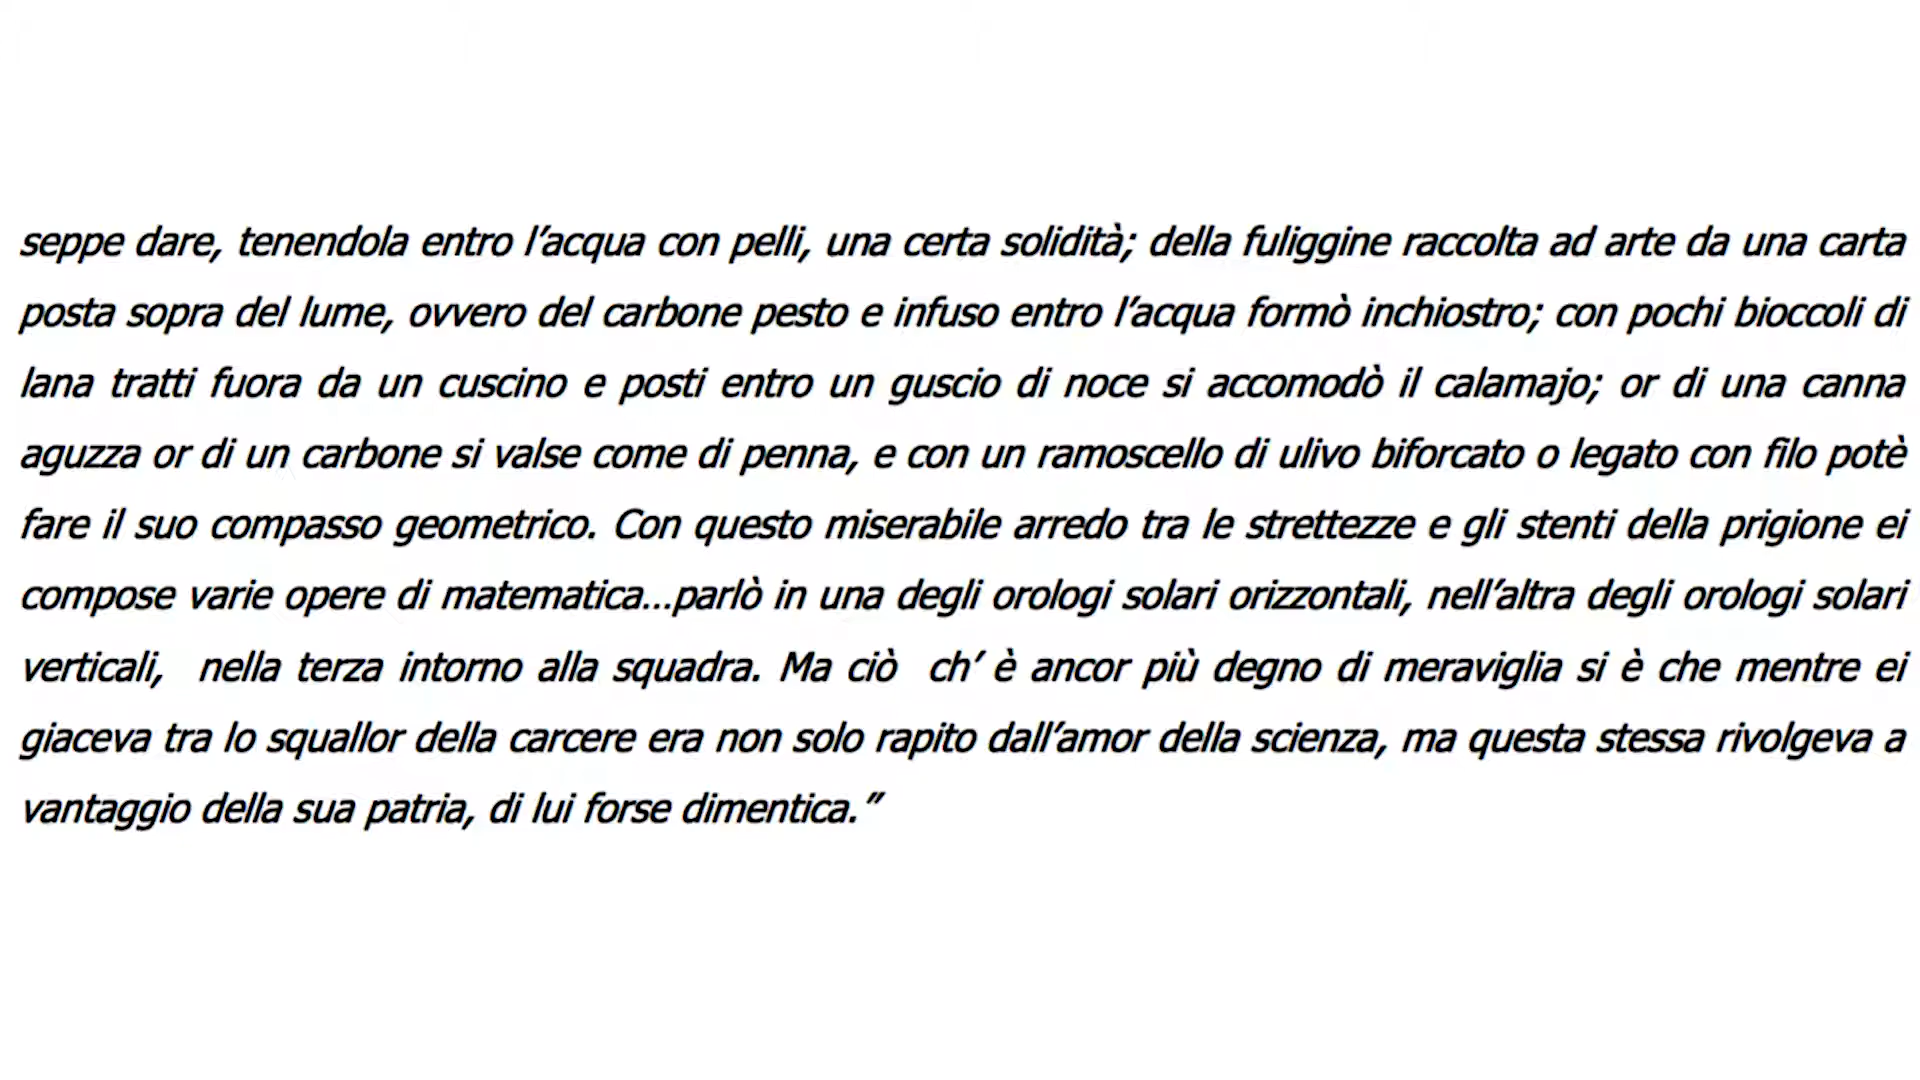 seppe dare, tenendola entro l’acqua con pelli, una certa solidità; della fuliggine raccolta ad arte da una carta
posta sopra del lume, ovvero del carbone pesto e infuso entro l’acqua formò inchiostro; con pochi bioccoli di
lana tratti fuora da un cuscino e posti entro un guscio di noce si accomodò il calamajo; or di una canna
aguzza or di un carbone si valse come di penna, e con un ramoscello di ulivo biforcato o legato con filo potè
fare il suo compasso geometrico. Con questo miserabile arredo tra le strettezze e gli stenti della prigione ei
compose varie opere di matematica...parlò in una degli orologi solari orizzontali, nell’altra degli orologi solari
verticali,  nella terza intorno alla squadra. Ma ciò  ch’ è ancor più degno di meraviglia si è che mentre ei
giaceva tra lo squallor della carcere era non solo rapito dall’amor della scienza, ma questa stessa rivolgeva a
vantaggio della sua patria, di lui forse dimentica.”